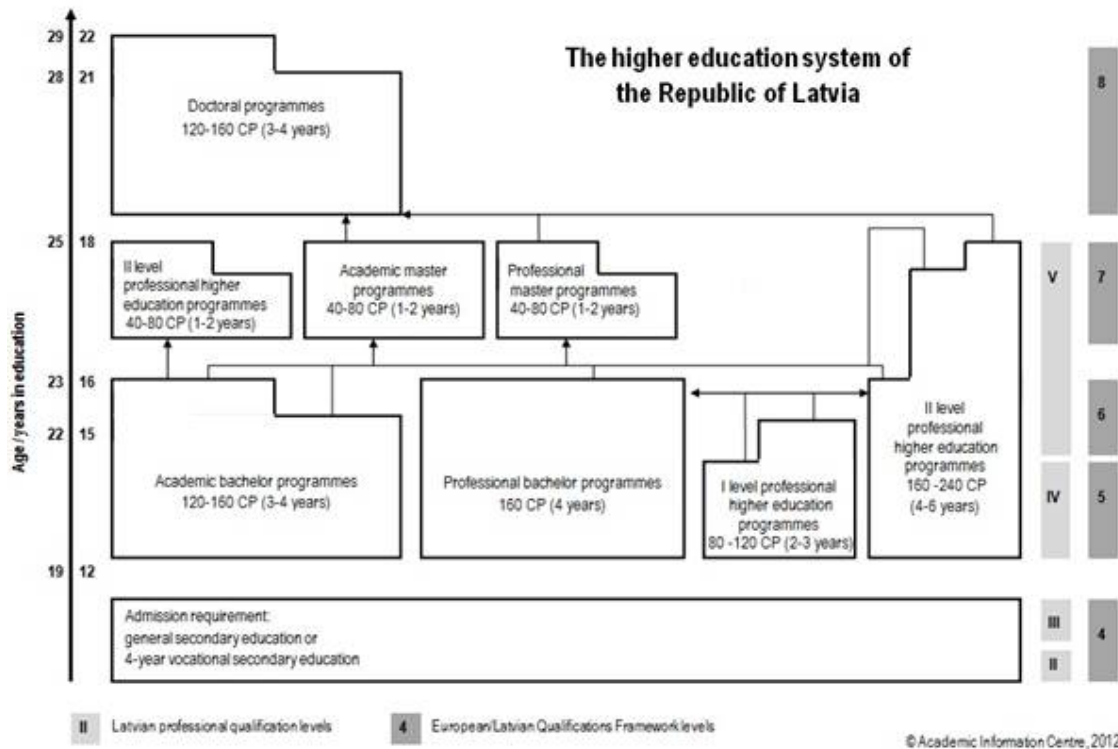 The higher education system of
the Republic of Latvia
Age / years in education
29 22
28 21
Doctoral programmes
120-160 CP (3-4 years)
8
25 18
II level
professional higher
education programmes
40-80 CP (1-2 years)
Academic master
programmes
40-80 CP (1-2 years)
Professional
master programmes
40-80 CP (1-2 years)
V
7
23 16
22 15
Academic bachelor programmes
120-160 CP (3-4 years)
Professional bachelor programmes
160 CP (4 years)
I level professional
higher education
programmes
80 -120 CP (2-3 years)
II level
professional
higher education
programmes
160 -240 CP
(4-6 years)
6
IV
5
19 12
Admission requirement:
general secondary education or
4-year vocational secondary education
III
II
4
II Latvian professional qualification levels
4 European/Latvian Qualifications Framework levels
© Academic Information Centre, 2012